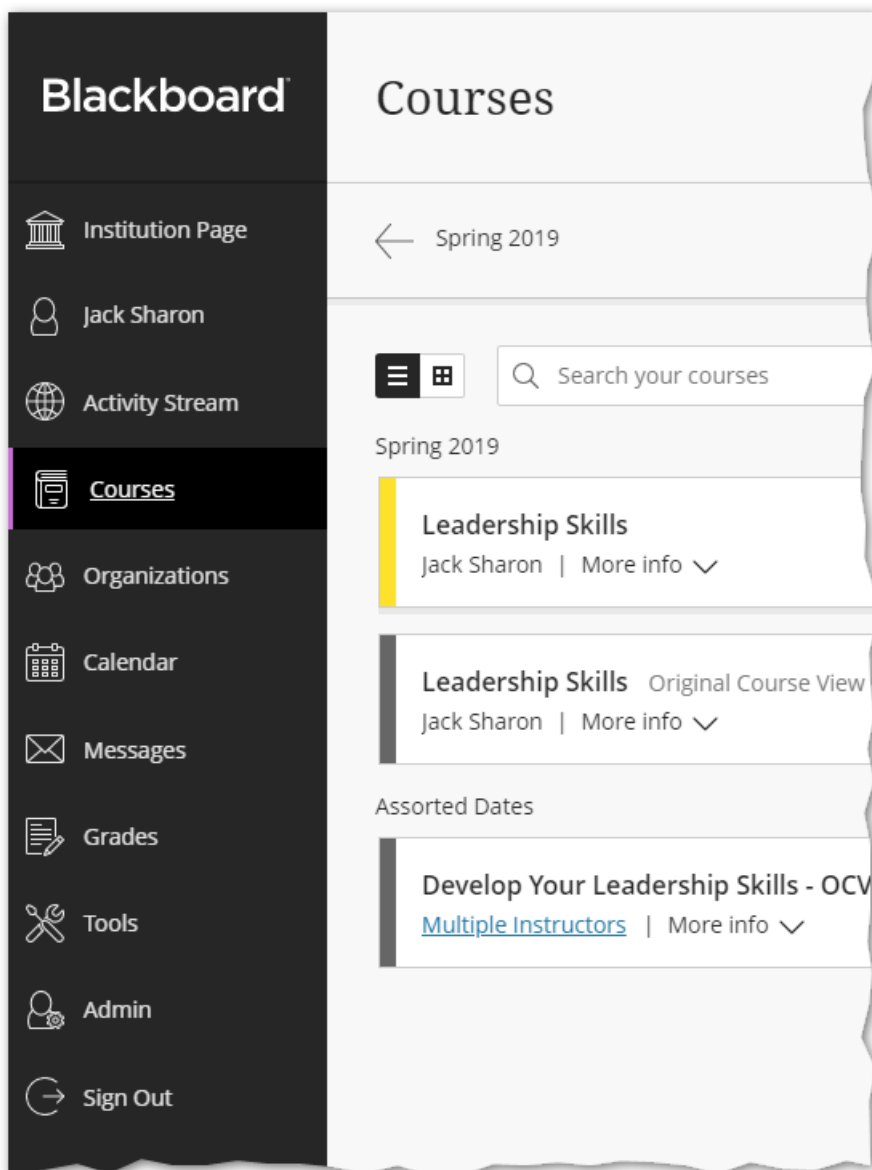 Blackboard
Institution Page
Jack Sharon
Activity Stream
Courses
Organizations
Calendar
Messages
Grades
Tools
Admin
Sign Out
Courses
Spring 2019
Search your courses
Spring 2019
Leadership Skills
Jack Sharon | More info
Leadership Skills Original Course View
Jack Sharon | More info
Assorted Dates
Develop Your Leadership Skills - OCV
Multiple Instructors | More info